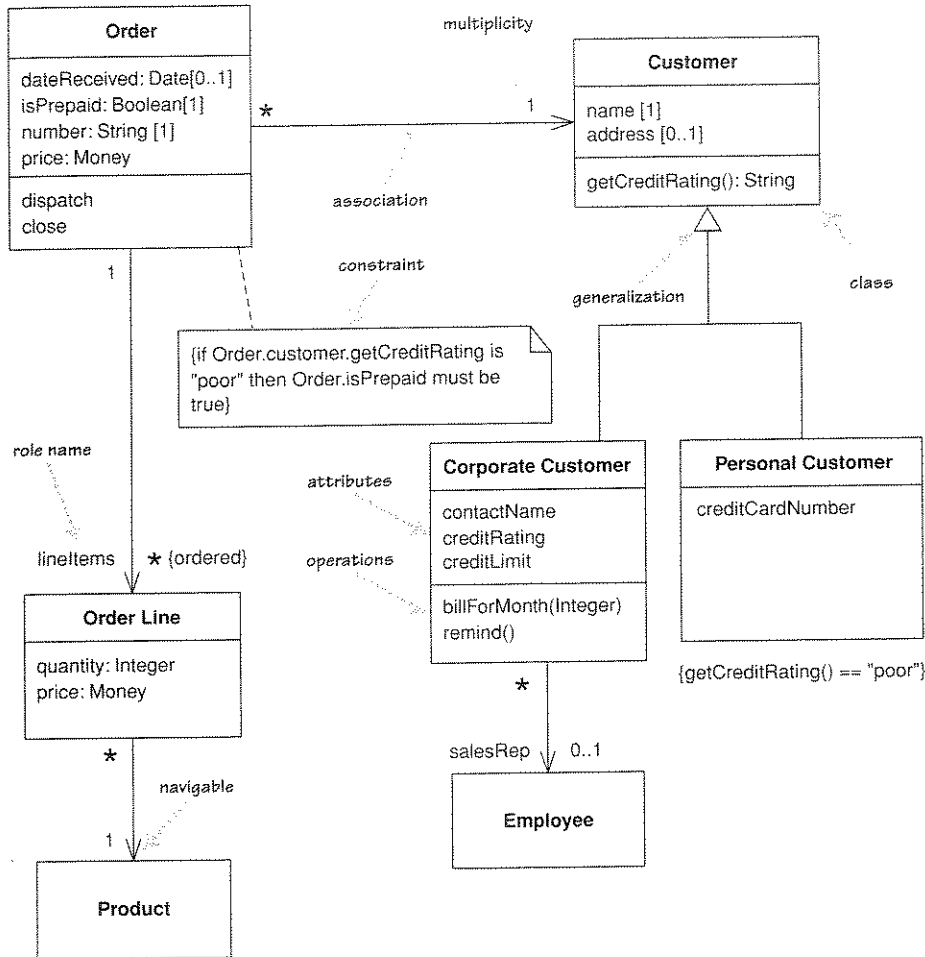 Order
dateReceived: Date[0..1]
isPrepaid: Boolean[1]
number: String [1]
price: Money
dispatch
close
multiplicity
*
1
Customer
name [1]
address [0..1]
getCreditRating(): String
association
1
constraint
generalization
class
{if Order.customer.getCreditRating is
"poor" then Order.isPrepaid must be
true}
role name
lineItems
* {ordered}
attributes
operations
Corporate Customer
contactName
creditRating
creditLimit
billForMonth(Integer)
remind()
Personal Customer
creditCardNumber
{getCreditRating() == "poor"}
Order Line
quantity: Integer
price: Money
*
salesRep
0..1
Employee
*
navigable
1
Product